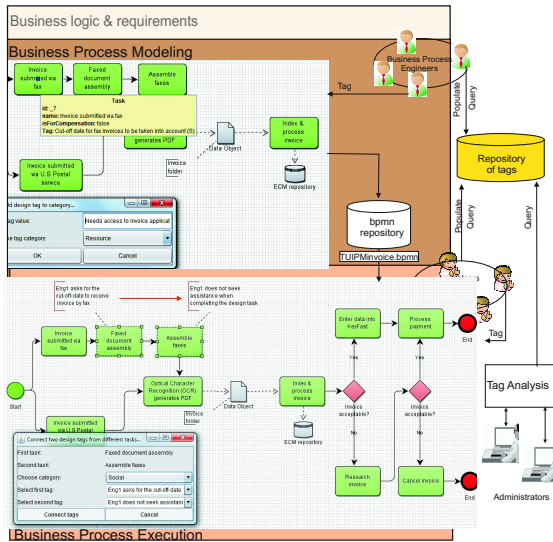 Business logic & requirements
Business Process Modeling
Business Process
Engineers
Invoice
submitted via
fax
Faxed
document
assembly
Assemble
faxes
Task
id: _7
name: Invoice submitted via fax
isForCompensation: false
Tag: Cut-off date for fax invoices to be taken into account (S)
generates PDF
Data Object
Invoice
folder
Index &
process
invoice
ECM repository
Invoice submitted
via U.S Postal
service
Tag
Populate
Query
Repository
of tags
design tag to category...
tag value:
Needs access to invoice applicat
tag category:
Resource
OK
Cancel
bpmn
repository
TUIPMinvoice.bpmn
Populate
Query
Query
Eng1 asks for the
cut-off-date to receive
invoice by fax
Eng1 does not seek
assistance when
completing the design task
Start
Invoice
submitted via
fax
Faxed
document
assembly
Assemble
faxes
Optical Character
Recognition (OCR)
generates PDF
Data Object
Invoice
folder
Index &
process
invoice
ECM repository
Invoice submitted
via U.S Postal
Enter data into
KeyFast
Process
payment
End
Yes
Yes
Invoice
acceptable?
Invoice
acceptable?
No
No
Research
invoice
Cancel invoice
End
Tag
Tag Analysis
Administrators
Connect two design tags from different tasks...
First task:
Faxed document assembly
Second task:
Assemble faxes
Choose category:
Social
Select first tag:
Eng1 asks for the cut-off-date
Select second tag:
Eng1 does not seek assistan
Connect tags
Cancel
Business Process Execution